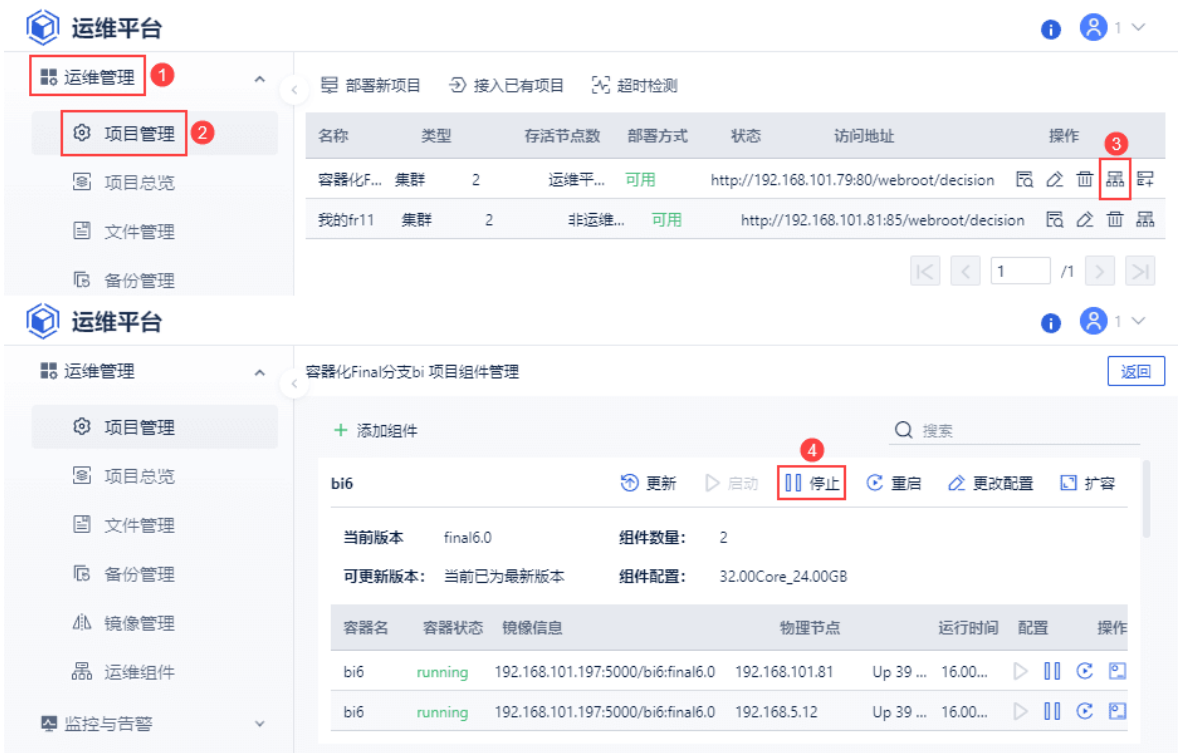 运维平台
1
运维管理 1
部署新项目 接入已有项目 超时检测
项目管理 2
名称 类型 存活节点数 部署方式 状态 访问地址 操作
3
容器化F... 集群 2 运维平... 可用 http://192.168.101.79:80/webroot/decision
项目总览
我的fr11 集群 2 非运维... 可用 http://192.168.101.81:85/webroot/decision
文件管理
1 /1
备份管理
运维平台
1
运维管理
容器化Final分支bi 项目组件管理 返回
项目管理
添加组件 搜索
4
项目总览
bi6 更新 启动 停止 重启 更改配置 扩容
文件管理
当前版本 final6.0 组件数量： 2
备份管理
可更新版本： 当前已为最新版本 组件配置： 32.00Core_24.00GB
镜像管理
容器名 容器状态 镜像信息 物理节点 运行时间 配置 操作
运维组件
bi6 running 192.168.101.197:5000/bi6:final6.0 192.168.101.81 Up 39 ... 16.00...
bi6 running 192.168.101.197:5000/bi6:final6.0 192.168.5.12 Up 39 ... 16.00...
监控与告警